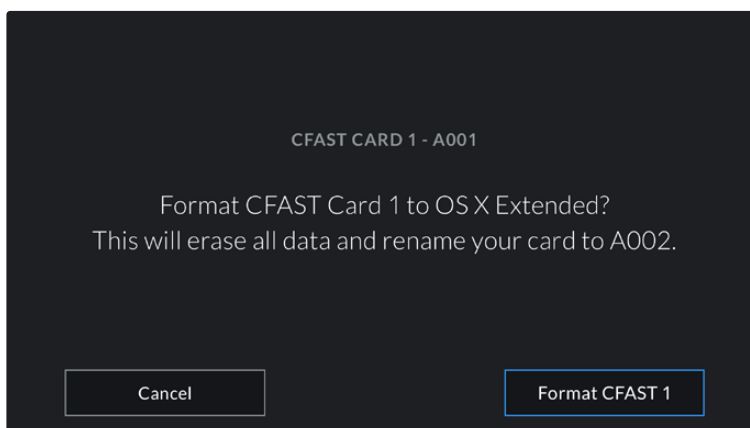 CFAST CARD 1 - A001
Format CFAST Card 1 to OS X Extended?
This will erase all data and rename your card to A002.
Cancel
Format CFAST 1